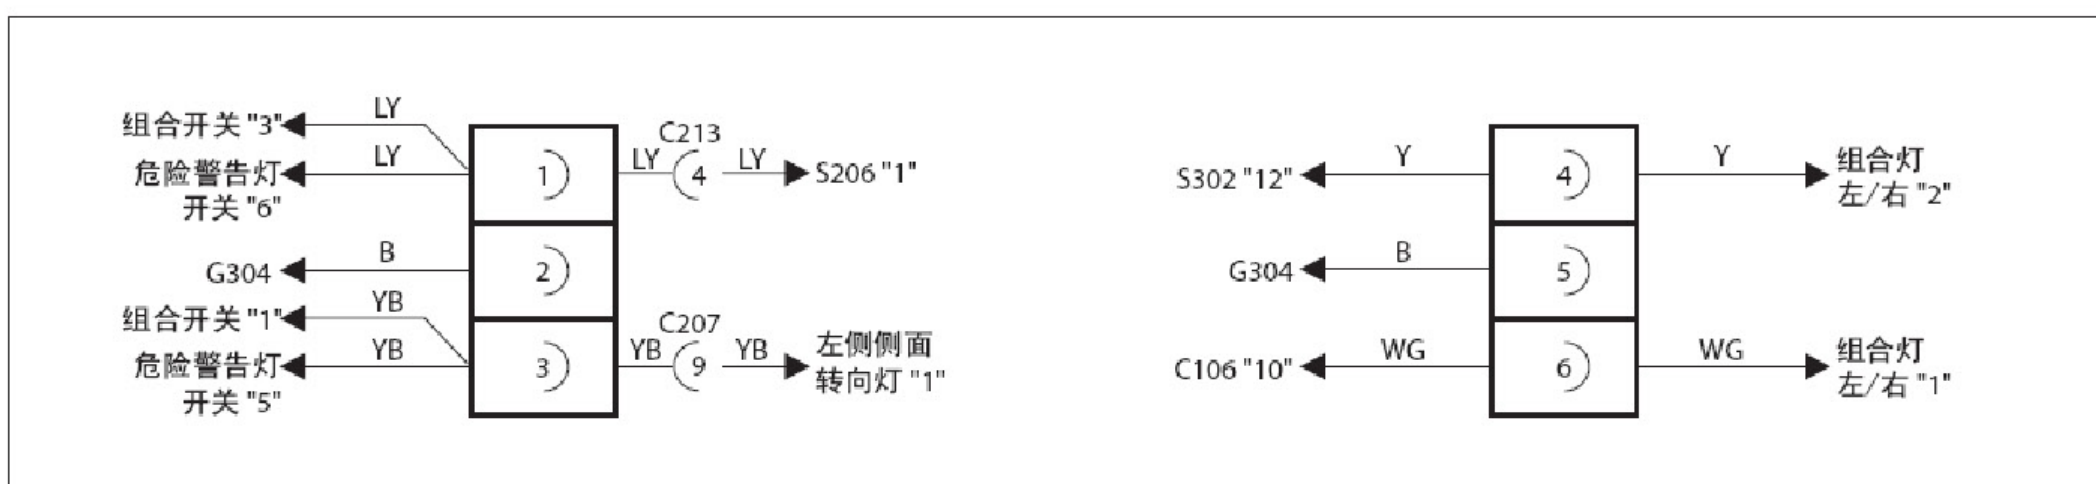 组合开关 "3"
LY
危险警告灯
开关 "6"
LY
G304
B
组合开关 "1"
YB
危险警告灯
开关 "5"
YB
1
2
3
LY
C213
4
LY
S206 "1"
YB
C207
9
YB
左侧侧面
转向灯 "1"
S302 "12"
Y
G304
B
C106 "10"
WG
4
5
6
Y
组合灯
左/右 "2"
WG
组合灯
左/右 "1"